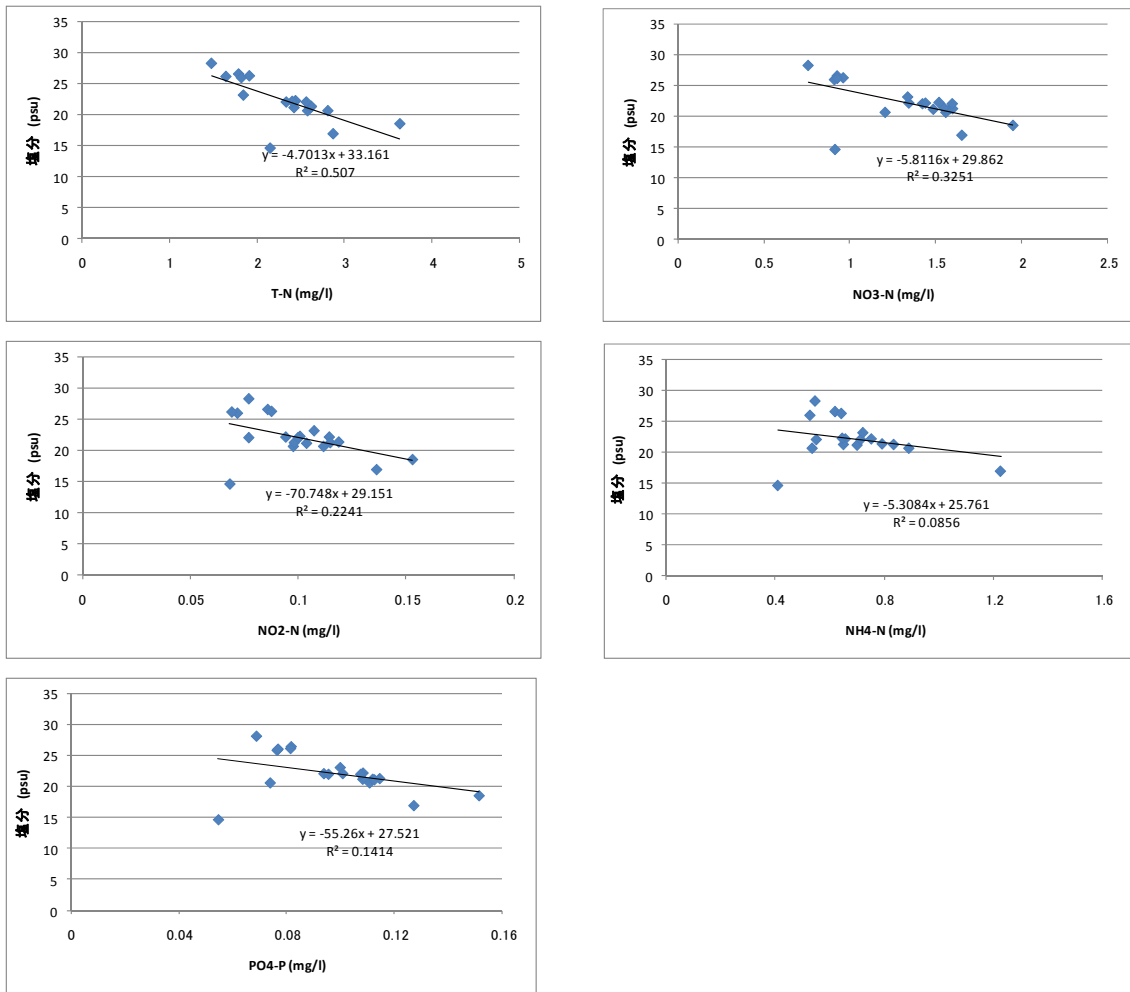 35
30
25
20
15
10
5
0
塩分 (psu)
y = -4.7013x + 33.161
R² = 0.507
0 1 2 3 4 5
T-N (mg/l)
35
30
25
20
15
10
5
0
塩分 (psu)
y = -5.8116x + 29.862
R² = 0.3251
0 0.5 1 1.5 2 2.5
NO3-N (mg/l)
35
30
25
20
15
10
5
0
塩分 (psu)
y = -70.748x + 29.151
R² = 0.2241
0 0.05 0.1 0.15 0.2
NO2-N (mg/l)
35
30
25
20
15
10
5
0
塩分 (psu)
y = -5.3084x + 25.761
R² = 0.0856
0 0.4 0.8 1.2 1.6
NH4-N (mg/l)
35
30
25
20
15
10
5
0
塩分 (psu)
y = -55.26x + 27.521
R² = 0.1414
0 0.04 0.08 0.12 0.16
PO4-P (mg/l)